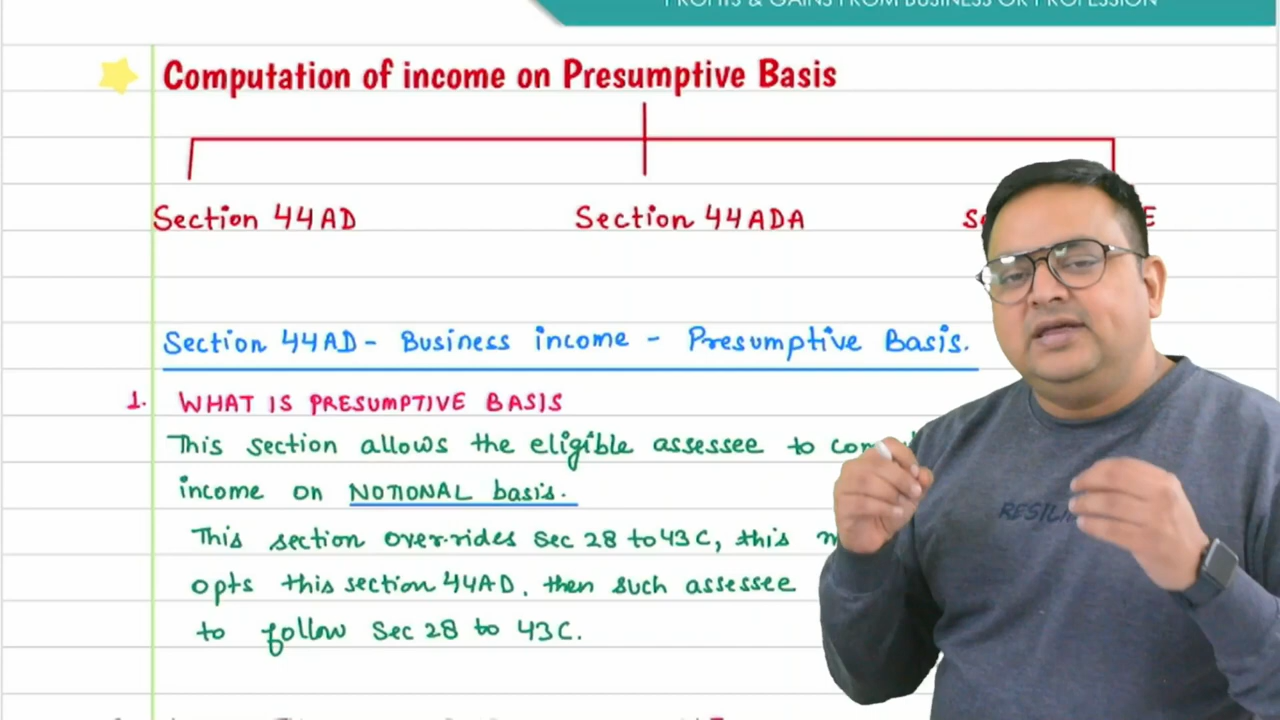 PROFITS & GAINS FROM BUSINESS OR PROFESSION
Computation of income on Presumptive Basis
Section 44AD Section 44ADA
Section 44AD - Business income - Presumptive Basis.
1. WHAT IS PRESUMPTIVE BASIS
This section allows the eligible assessee to
income on NOTIONAL basis.
This section over-rides Sec 28 to 43C, this
opts this section 44AD, then such assessee
to follow Sec 28 to 43C.